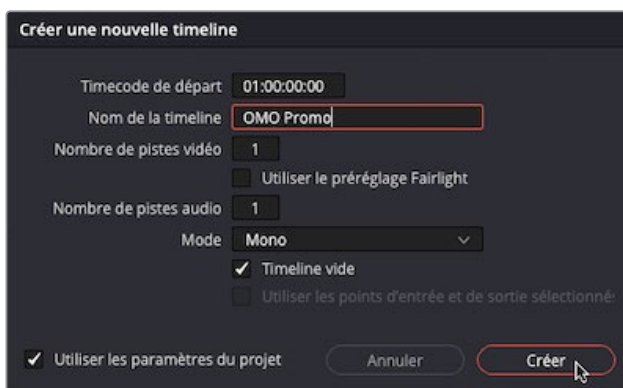 Créer une nouvelle timeline
Timecode de départ 01:00:00:00
Nom de la timeline OMO Promo
Nombre de pistes vidéo 1
Utiliser le préréglage Fairlight
Nombre de pistes audio 1
Mode Mono
Timeline vide
Utiliser les points d'entrée et de sortie sélectionnés
Utiliser les paramètres du projet Annuler Créer